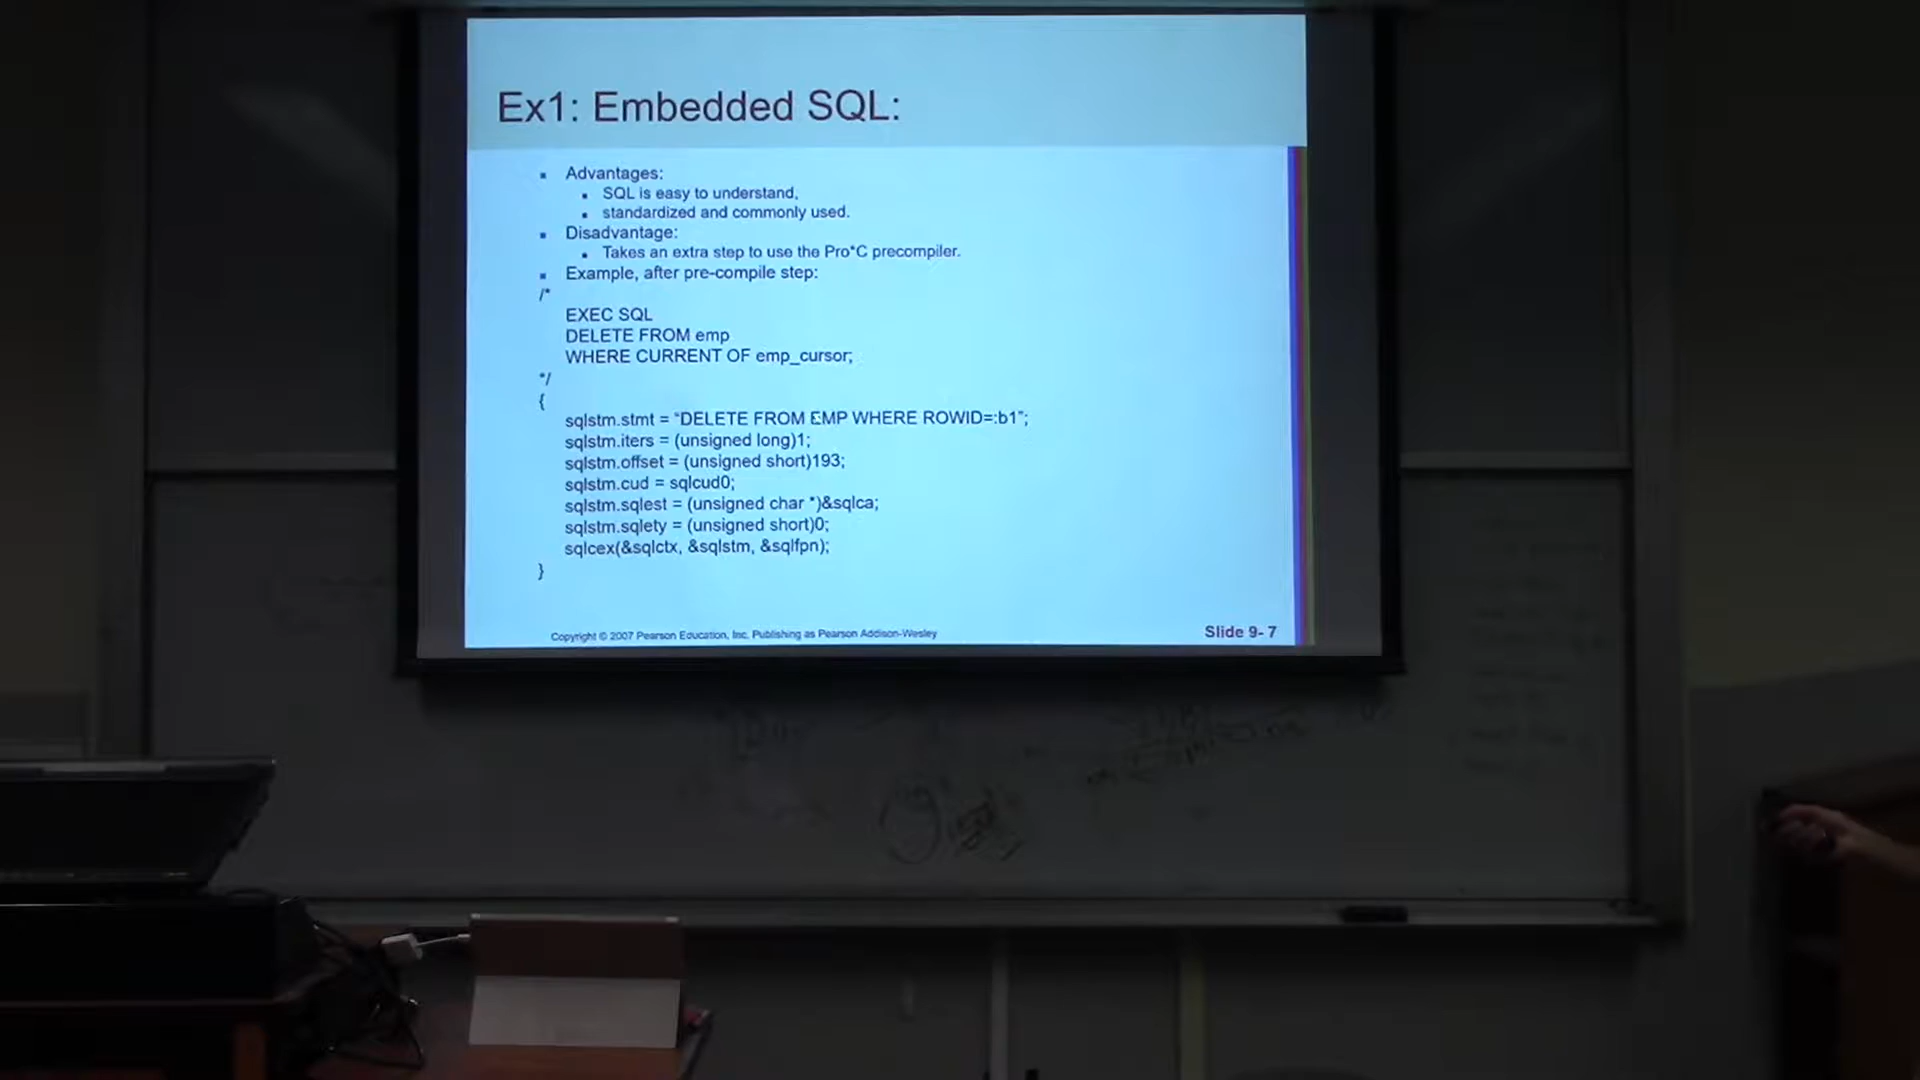 Ex1: Embedded SQL:
▪ Advantages:
▪ SQL is easy to understand,
▪ standardized and commonly used.
▪ Disadvantage:
▪ Takes an extra step to use the Pro*C precompiler.
▪ Example, after pre-compile step:
/*
EXEC SQL
DELETE FROM emp
WHERE CURRENT OF emp_cursor;
*/
{
sqlstm.stmt = “DELETE FROM EMP WHERE ROWID=:b1”;
sqlstm.iters = (unsigned long)1;
sqlstm.offset = (unsigned short)193;
sqlstm.cud = sqlcud0;
sqlstm.sqlest = (unsigned char *)&sqlca;
sqlstm.sqlety = (unsigned short)0;
sqlcex(&sqlctx, &sqlstm, &sqlfpn);
}
Copyright © 2007 Pearson Education, Inc. Publishing as Pearson Addison-Wesley
Slide 9- 7